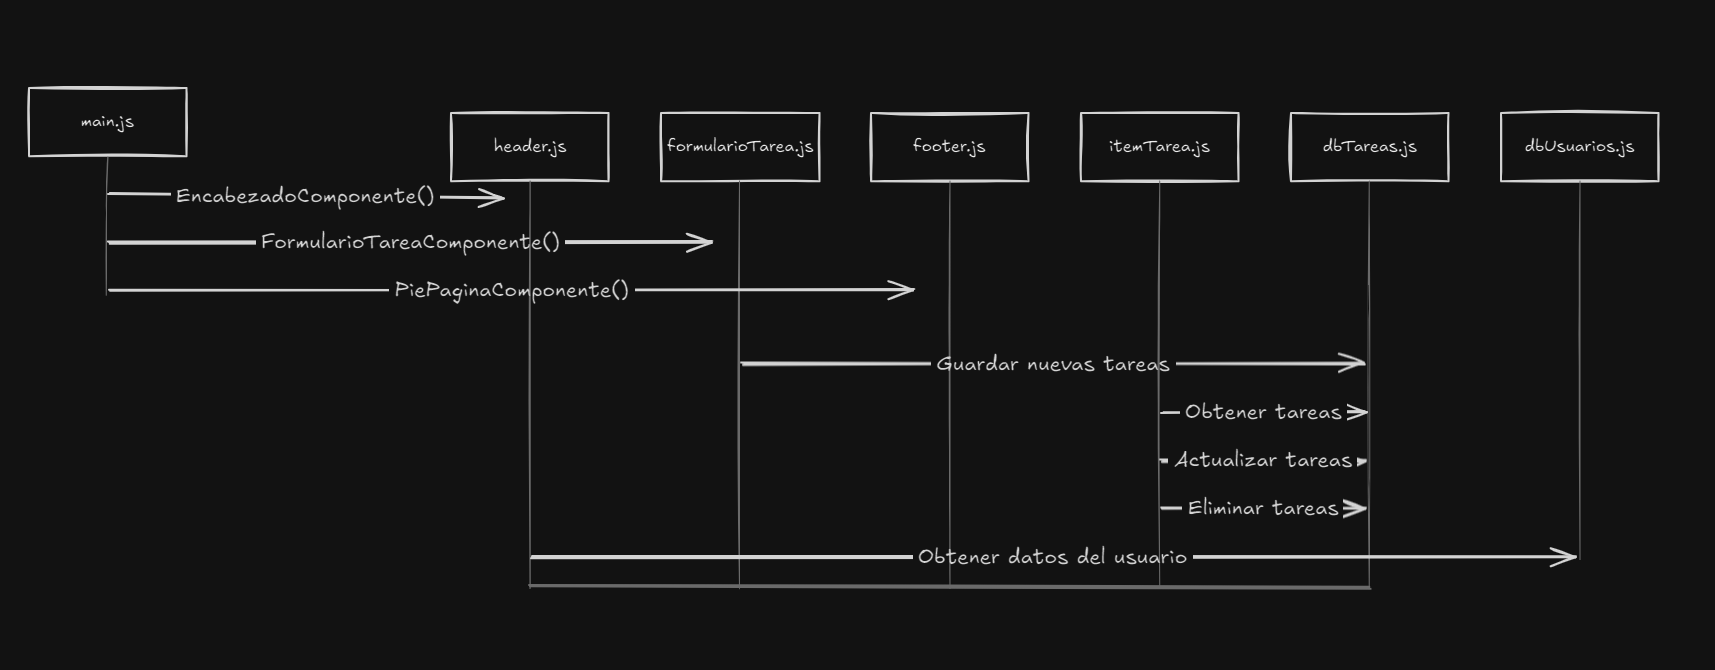 main.js
header.js
formularioTarea.js
footer.js
itemTarea.js
dbTareas.js
dbUsuarios.js
EncabezadoComponente()
FormularioTareaComponente()
PiePaginaComponente()
Guardar nuevas tareas
Obtener tareas
Actualizar tareas
Eliminar tareas
Obtener datos del usuario